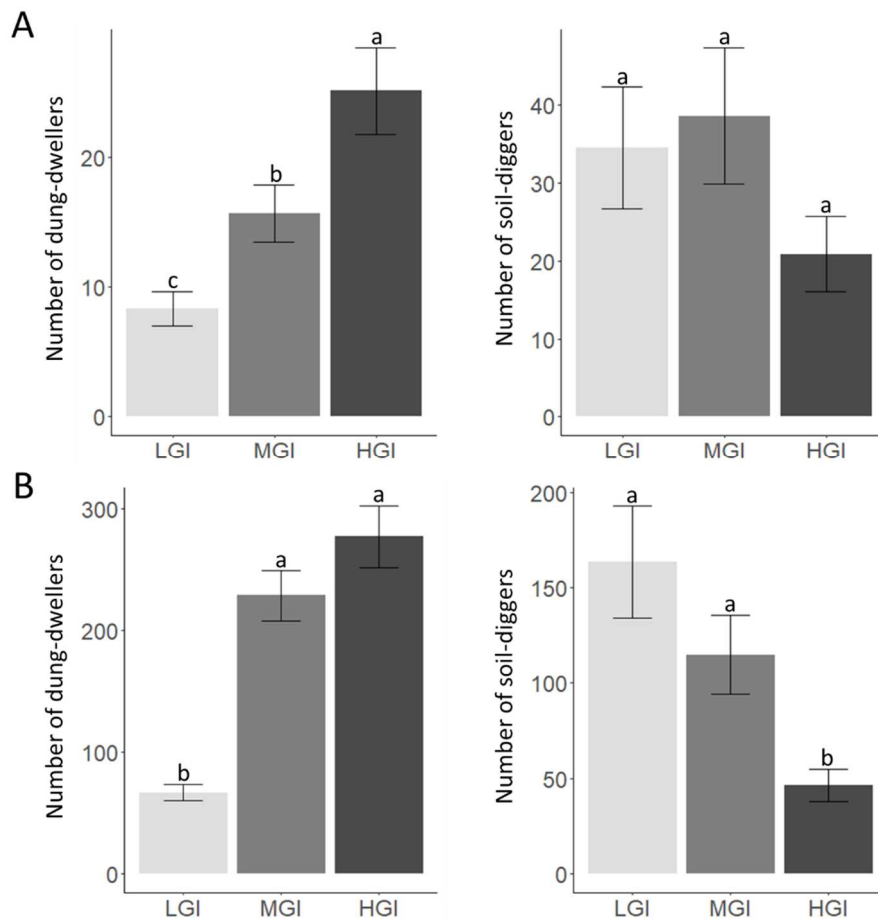 A
Number of dung-dwellers
20
10
0
c
b
a
LGI
MGI
HGI
Number of soil-diggers
40
30
20
10
0
a
a
a
LGI
MGI
HGI
B
Number of dung-dwellers
300
200
100
0
b
a
a
LGI
MGI
HGI
Number of soil-diggers
200
150
100
50
0
a
a
b
LGI
MGI
HGI